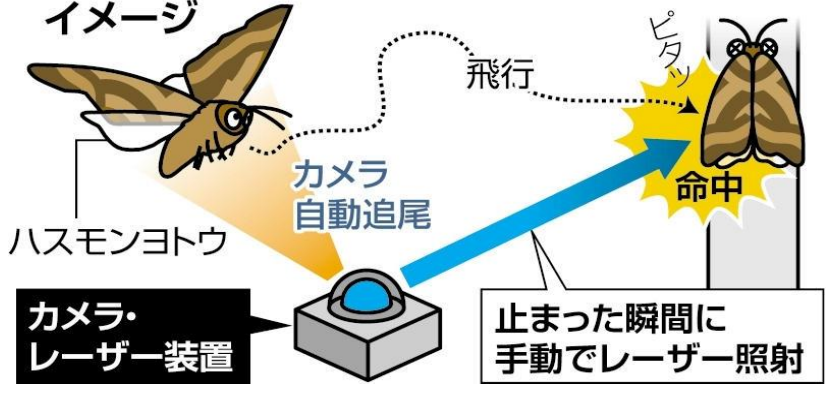 イメージ
ピタッ
飛行
カメラ
自動追尾
命中
ハスモンヨトウ
カメラ・
レーザー装置
止まった瞬間に
手動でレーザー照射